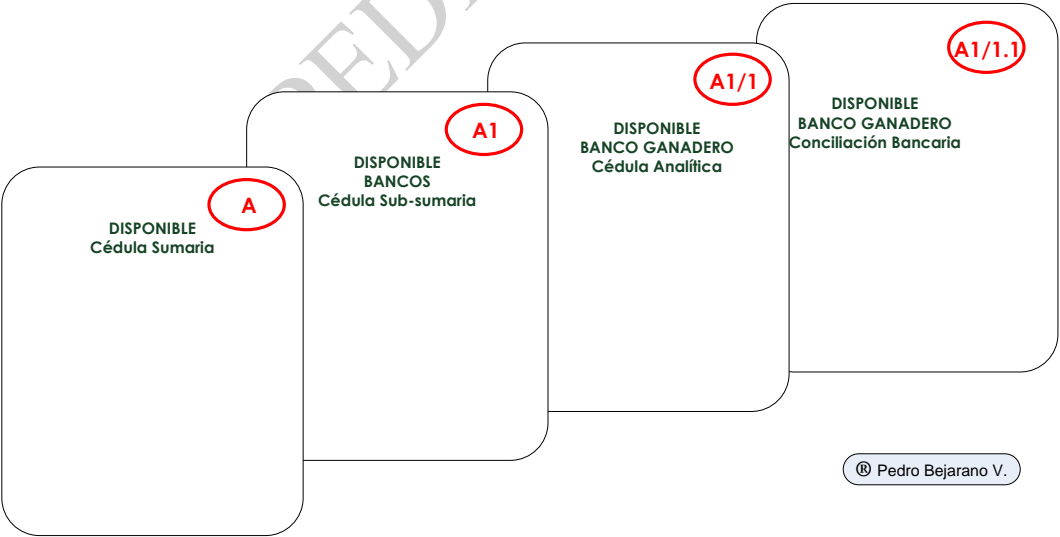 A
DISPONIBLE
Cédula Sumaria
A1
DISPONIBLE
BANCOS
Cédula Sub-sumaria
A1/1
DISPONIBLE
BANCO GANADERO
Cédula Analítica
A1/1.1
DISPONIBLE
BANCO GANADERO
Conciliación Bancaria
® Pedro Bejarano V.